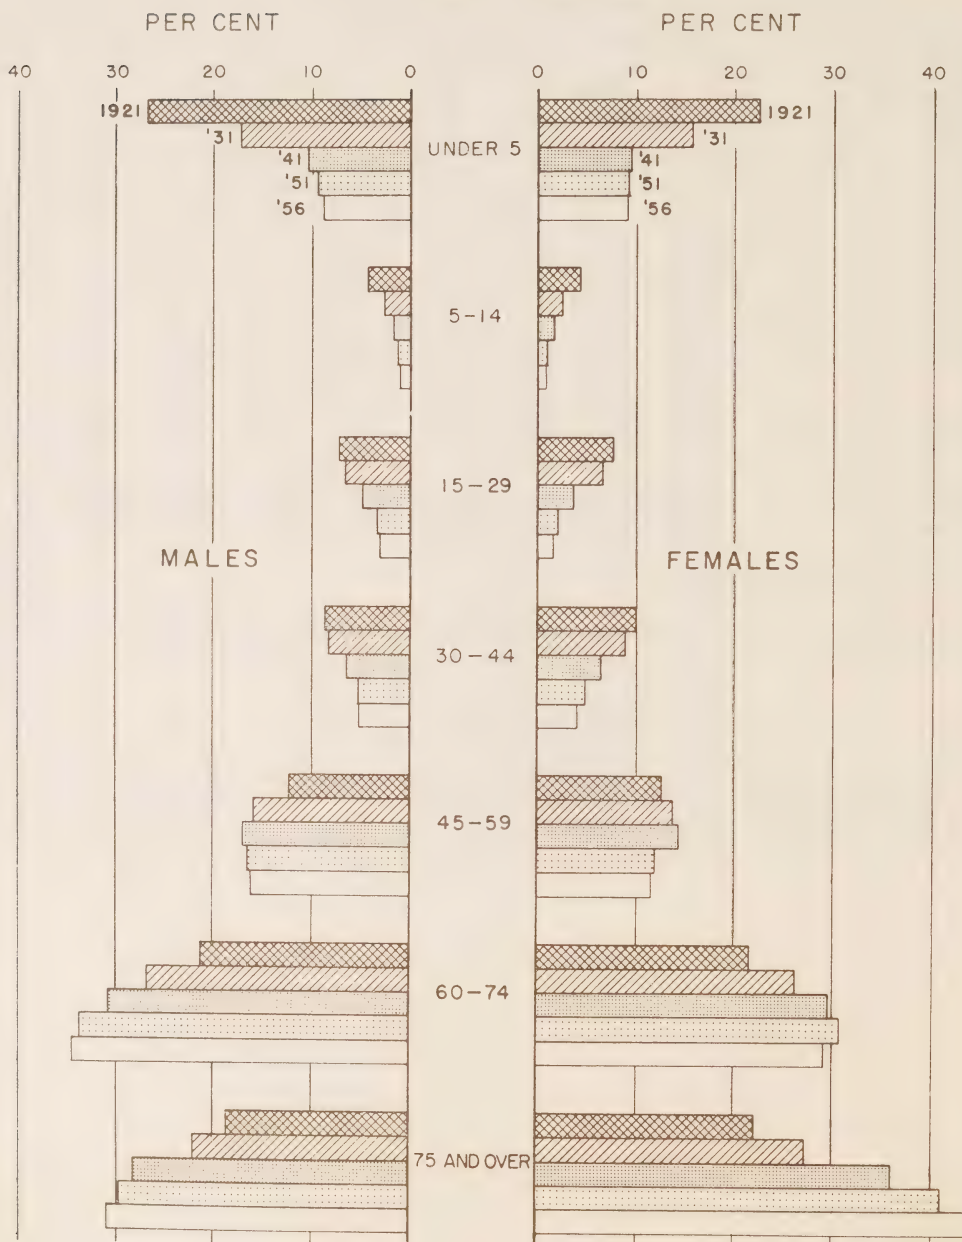 PER CENT PER CENT
40 30 20 10 0 0 10 20 30 40
1921 1921
'31 '31
UNDER 5
'41 '41
'51 '51
'56 '56
5-14
15-29
MALES FEMALES
30-44
45-59
60-74
75 AND OVER